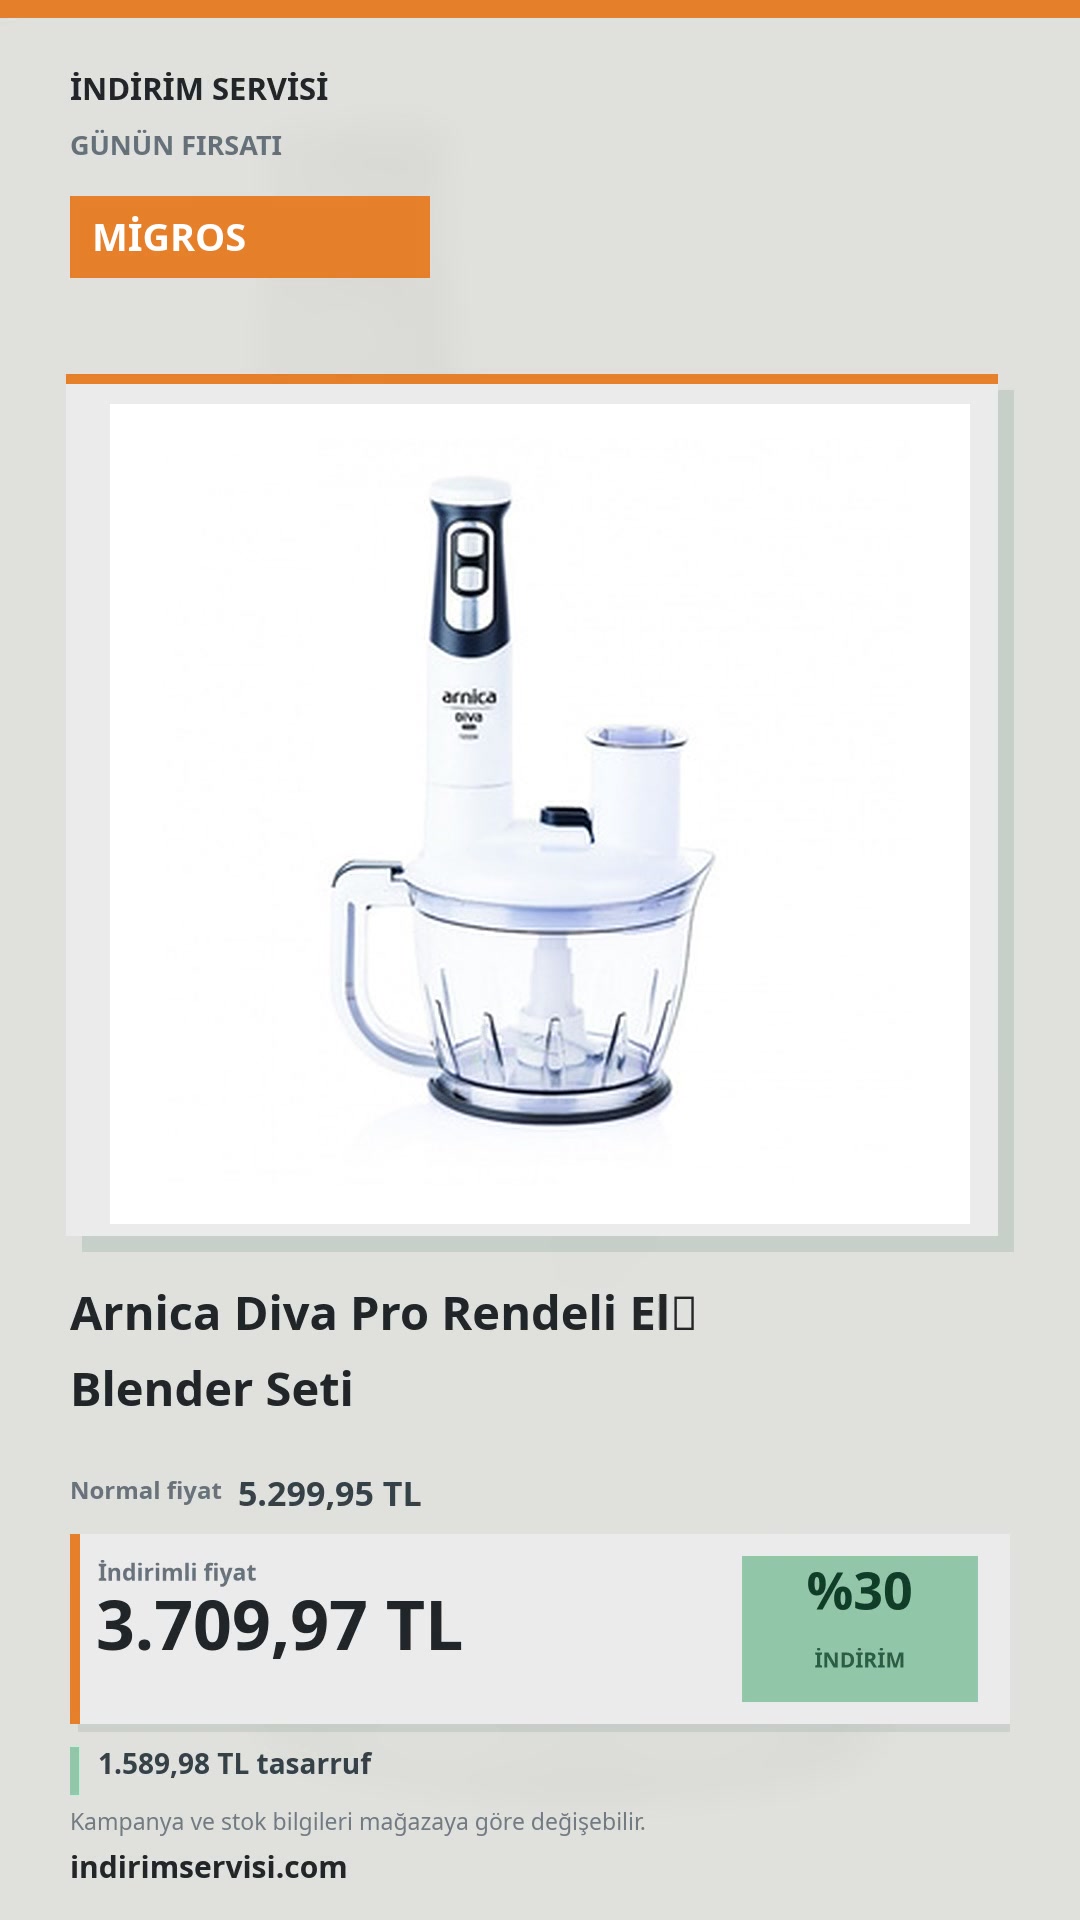 İNDİRİM SERVİSİ
GÜNÜN FIRSATI
MİGROS
arnica
Diva
Arnica Diva Pro Rendeli El
Blender Seti
Normal fiyat 5.299,95 TL
İndirimli fiyat
3.709,97 TL
%30
İNDİRİM
1.589,98 TL tasarruf
Kampanya ve stok bilgileri mağazaya göre değişebilir.
indirimservisi.com